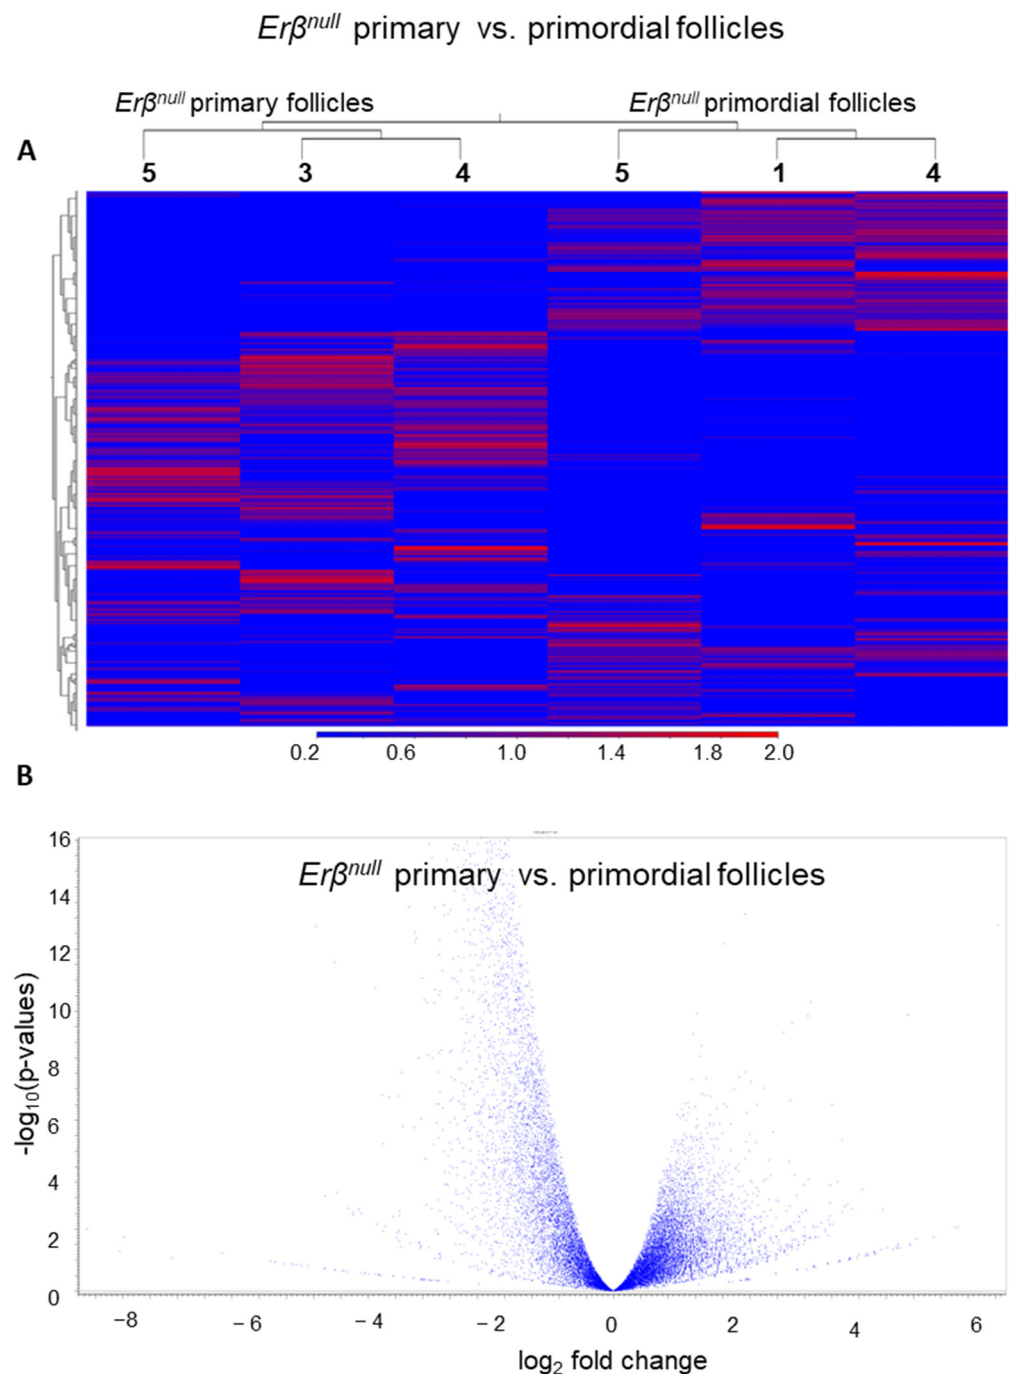 Erβnull primary vs. primordial follicles
Erβnull primary follicles Erβnull primordial follicles
A
5 3 4 5 1 4
0.2 0.6 1.0 1.4 1.8 2.0
B
Erβnull primary vs. primordial follicles
16
14
12
10
8
6
4
2
0
-log10(p-values)
−8 −6 −4 −2 0 2 4 6
log2 fold change